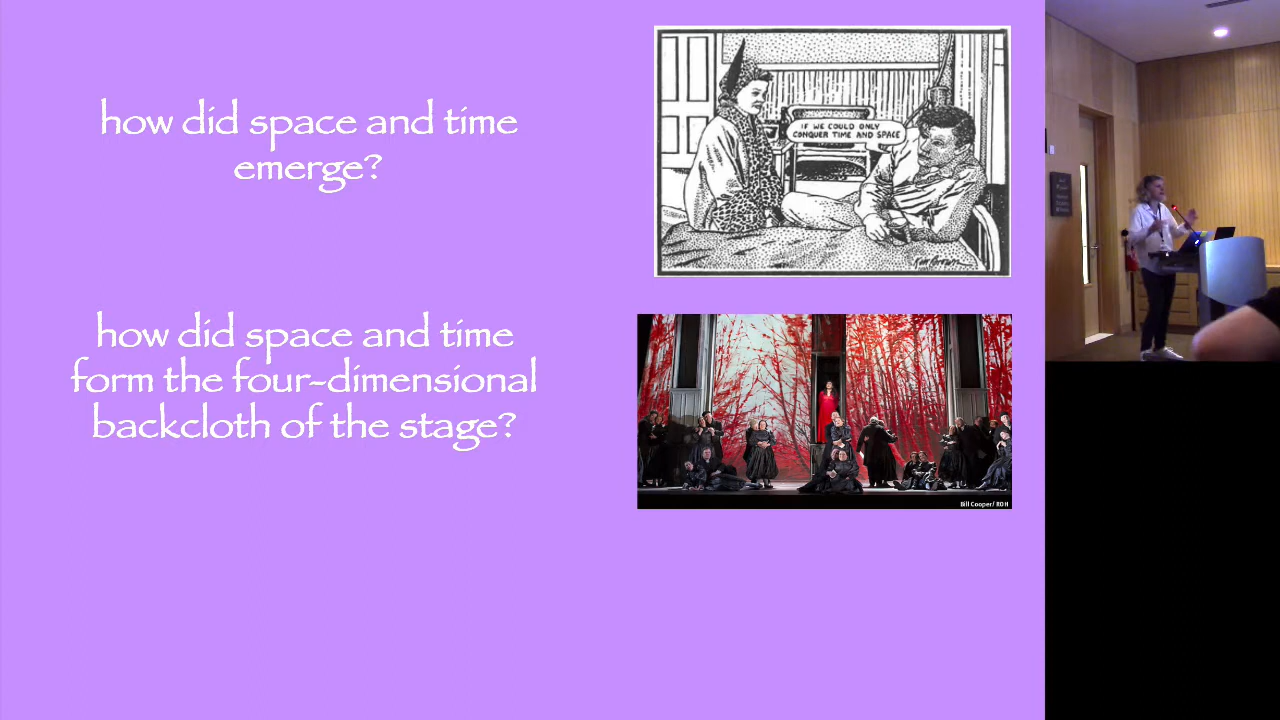 how did space and time
emerge?
IF WE COULD ONLY
CONQUER TIME AND SPACE
how did space and time
form the four-dimensional
backcloth of the stage?
Bill Cooper/ ROH